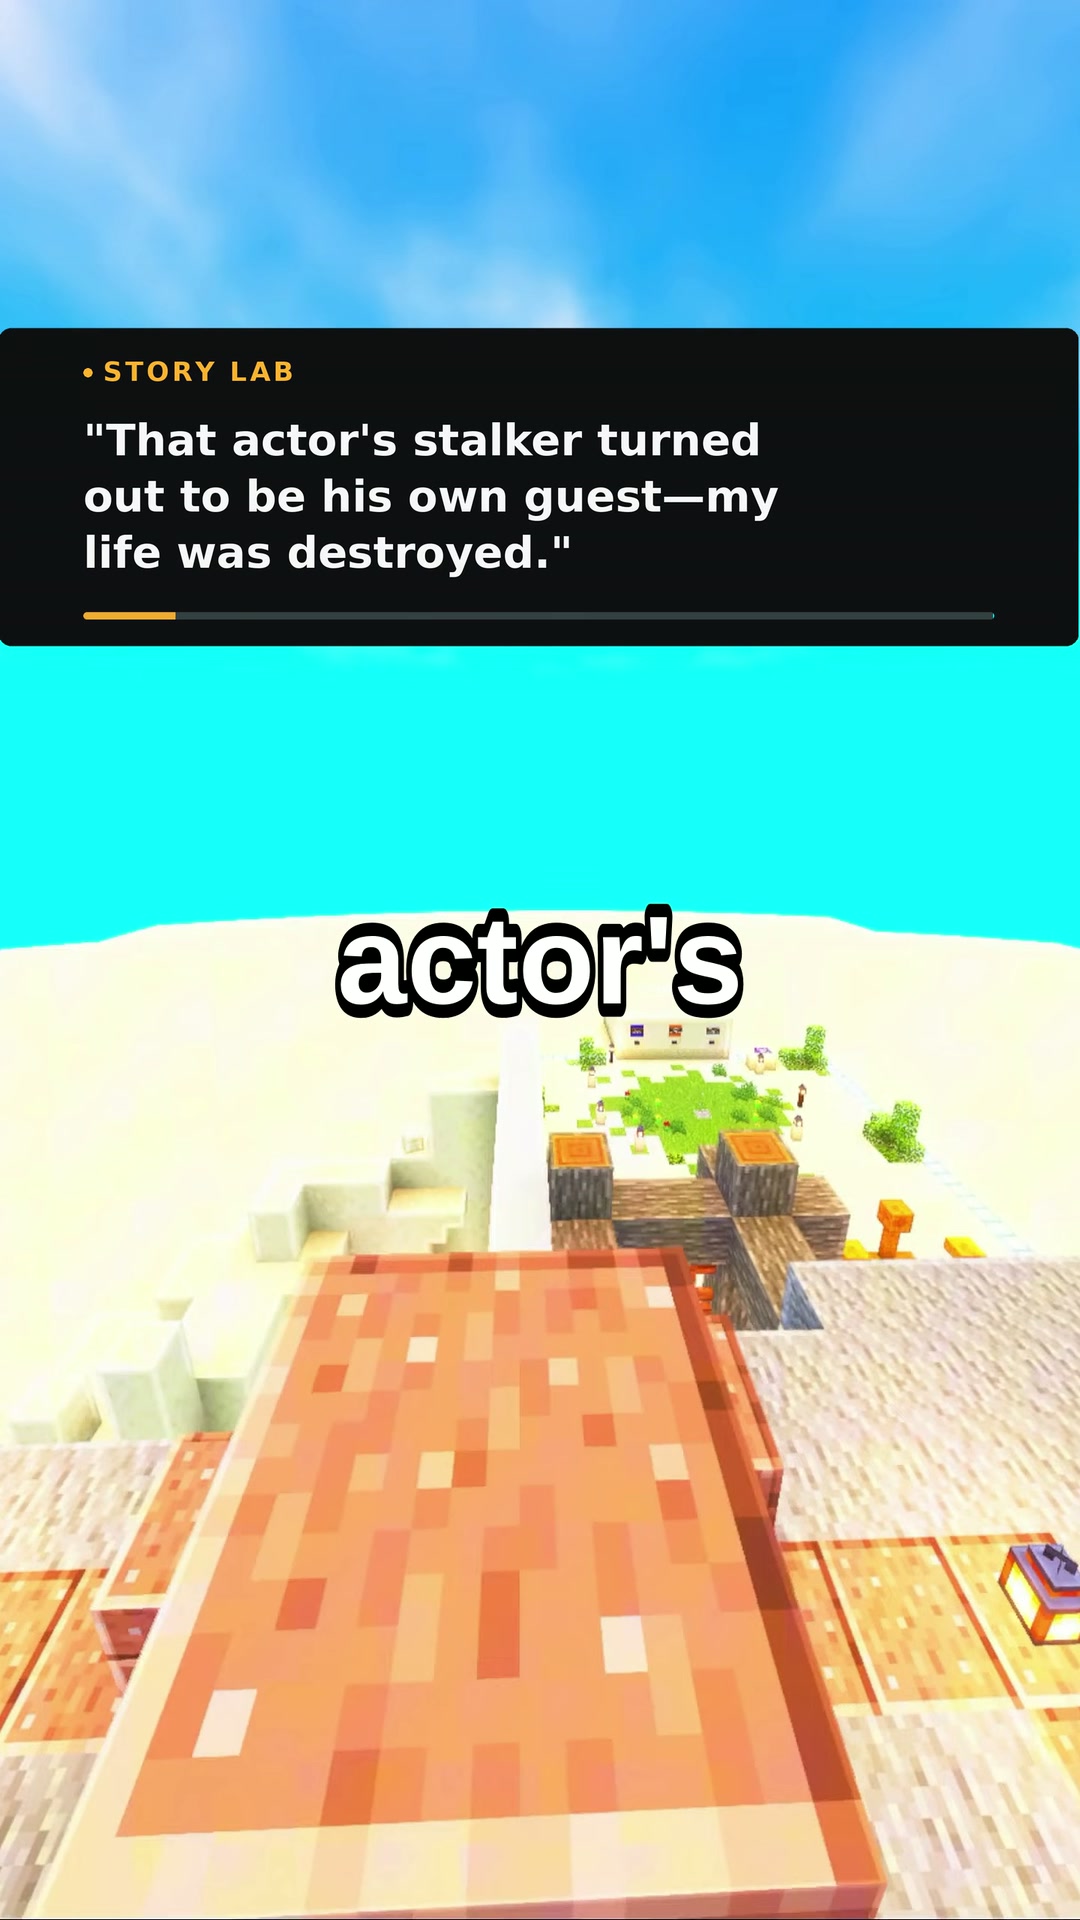 • STORY LAB
"That actor's stalker turned
out to be his own guest—my
life was destroyed."
actor's